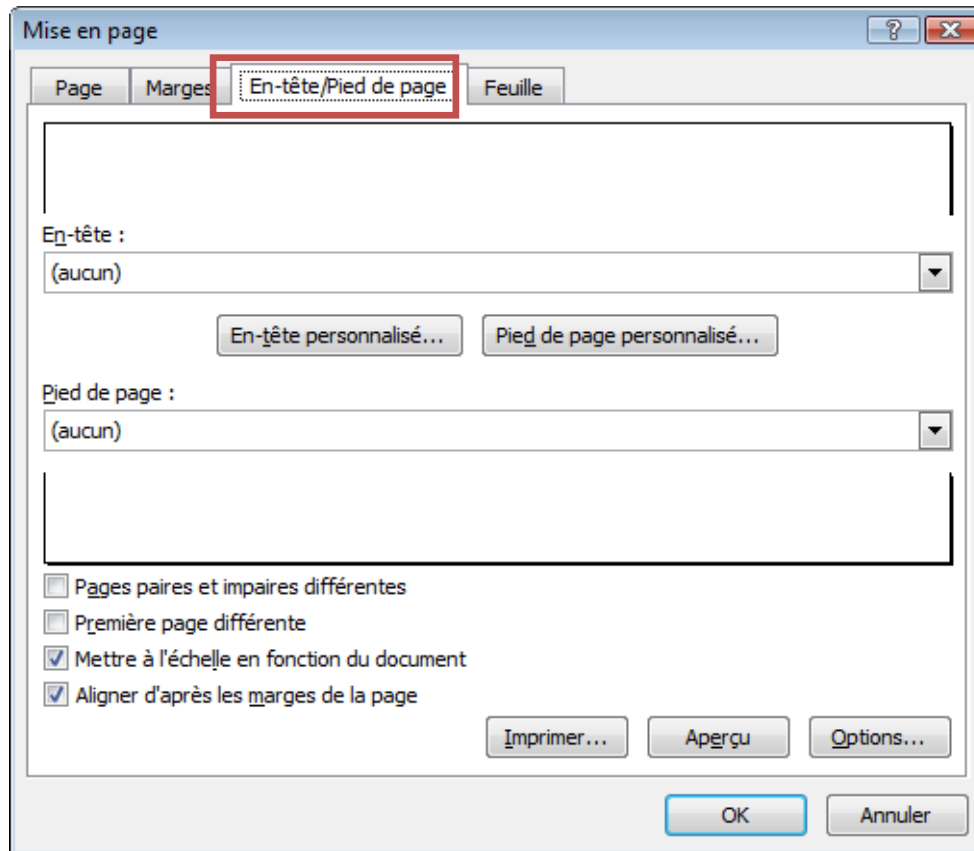 Mise en page
Page Marges En-tête/Pied de page Feuille
En-tête :
(aucun)
En-tête personnalisé... Pied de page personnalisé...
Pied de page :
(aucun)
Pages paires et impaires différentes
Première page différente
Mettre à l'échelle en fonction du document
Aligner d'après les marges de la page
Imprimer... Aperçu Options...
OK Annuler